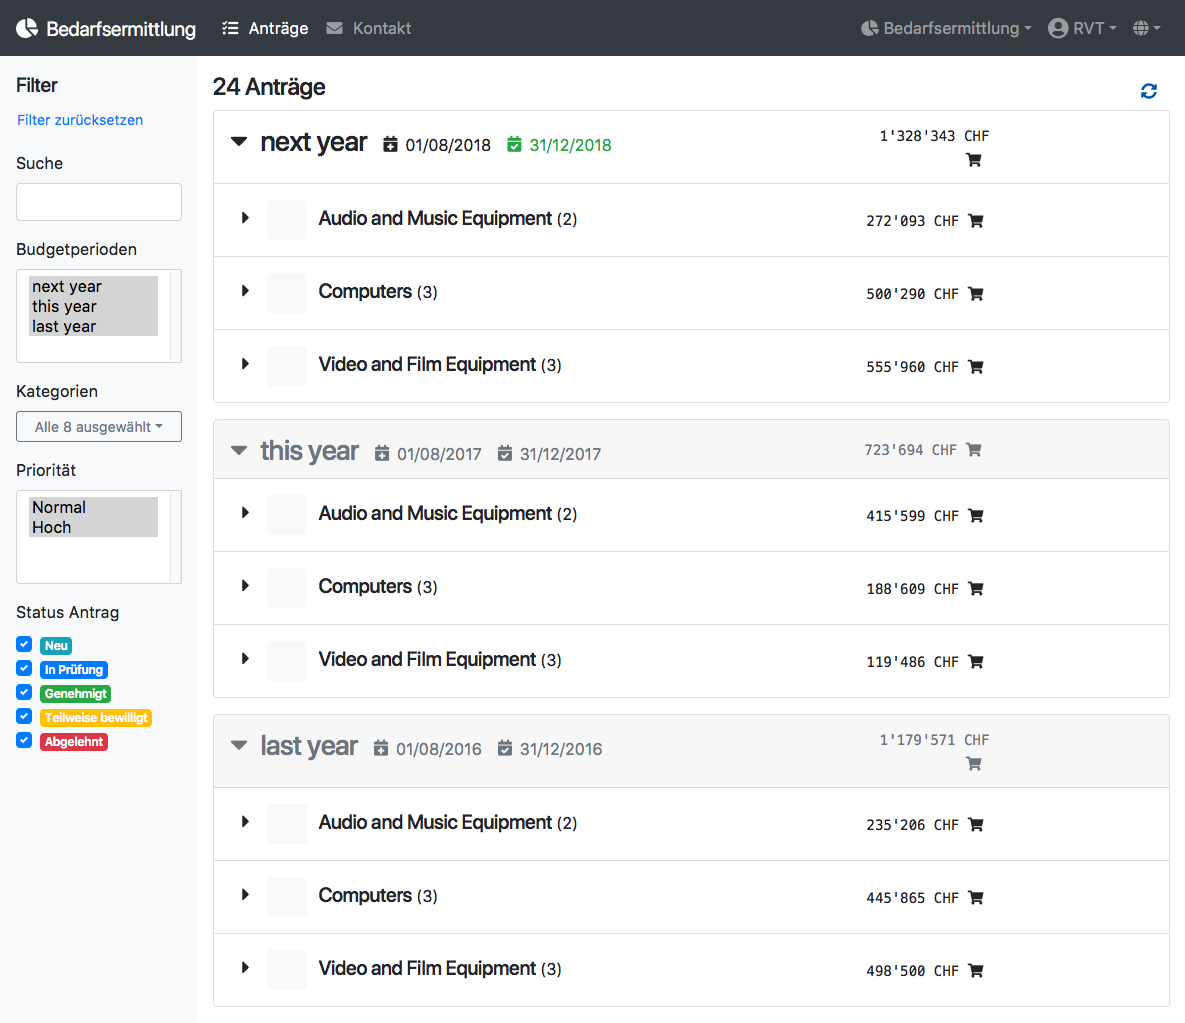 Bedarfsermittlung Anträge Kontakt Bedarfsermittlung RVT
Filter
Filter zurücksetzen
Suche
Budgetperioden
next year
this year
last year
Kategorien
Alle 8 ausgewählt
Priorität
Normal
Hoch
Status Antrag
Neu
In Prüfung
Genehmigt
Teilweise bewilligt
Abgelehnt
24 Anträge
next year 01/08/2018 31/12/2018 1'328'343 CHF
Audio and Music Equipment (2) 272'093 CHF
Computers (3) 500'290 CHF
Video and Film Equipment (3) 555'960 CHF
this year 01/08/2017 31/12/2017 723'694 CHF
Audio and Music Equipment (2) 415'599 CHF
Computers (3) 188'609 CHF
Video and Film Equipment (3) 119'486 CHF
last year 01/08/2016 31/12/2016 1'179'571 CHF
Audio and Music Equipment (2) 235'206 CHF
Computers (3) 445'865 CHF
Video and Film Equipment (3) 498'500 CHF